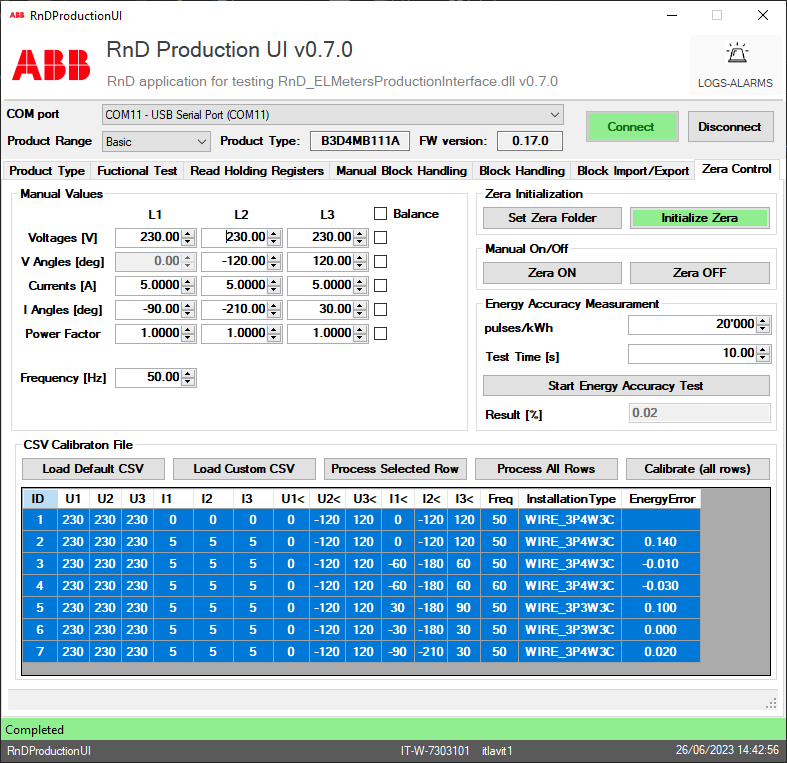 ABB RnDProductionUI
ABB
RnD Production UI v0.7.0
RnD application for testing RnD_ELMetersProductionInterface.dll v0.7.0
LOGS-ALARMS
COM port COM11 - USB Serial Port (COM11) Connect Disconnect
Product Range Basic Product Type: B3D4MB111A FW version: 0.17.0
Product Type Fuctional Test Read Holding Registers Manual Block Handling Block Handling Block Import/Export Zera Control
Manual Values
L1 L2 L3 Balance
Voltages [V] 230.00 230.00 230.00
V Angles [deg] 0.00 -120.00 120.00
Currents [A] 5.0000 5.0000 5.0000
I Angles [deg] -90.00 -210.00 30.00
Power Factor 1.0000 1.0000 1.0000
Frequency [Hz] 50.00
Zera Initialization
Set Zera Folder Initialize Zera
Manual On/Off
Zera ON Zera OFF
Energy Accuracy Measurament
pulses/kWh 20'000
Test Time [s] 10.00
Start Energy Accuracy Test
Result [%] 0.02
CSV Calibraton File
Load Default CSV Load Custom CSV Process Selected Row Process All Rows Calibrate (all rows)
ID U1 U2 U3 I1 I2 I3 U1< U2< U3< I1< I2< I3< Freq InstallationType EnergyError
1 230 230 230 0 0 0 0 -120 120 0 -120 120 50 WIRE_3P4W3C
2 230 230 230 5 5 5 0 -120 120 0 -120 120 50 WIRE_3P4W3C 0.140
3 230 230 230 5 5 5 0 -120 120 -60 -180 60 50 WIRE_3P4W3C -0.010
4 230 230 230 5 5 5 0 -120 120 -60 -180 60 60 WIRE_3P4W3C -0.030
5 230 230 230 5 5 5 0 -120 120 30 -180 90 50 WIRE_3P3W3C 0.100
6 230 230 230 5 5 5 0 -120 120 -30 -180 30 50 WIRE_3P3W3C 0.000
7 230 230 230 5 5 5 0 -120 120 -90 -210 30 50 WIRE_3P4W3C 0.020
Completed
RnDProductionUI IT-W-7303101 itlavit1 26/06/2023 14:42:56